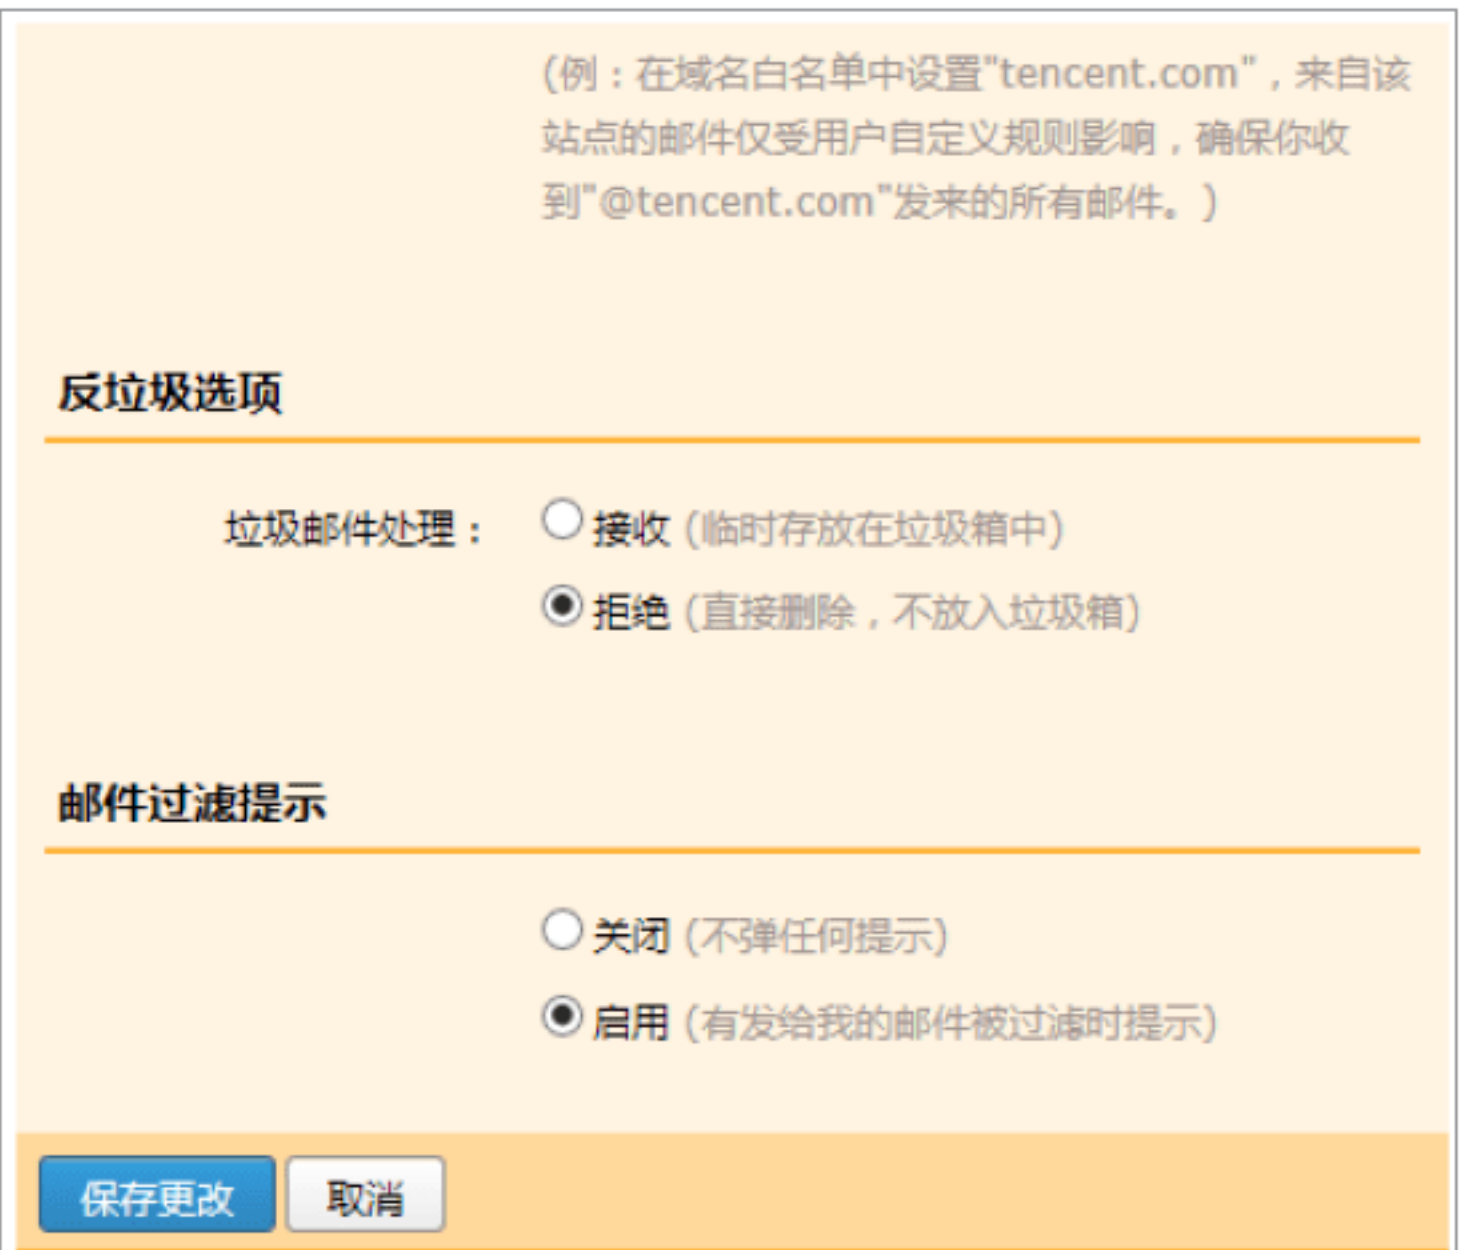 (例：在域名白名单中设置"tencent.com"，来自该
站点的邮件仅受用户自定义规则影响，确保你收
到"@tencent.com"发来的所有邮件。)
反垃圾选项
垃圾邮件处理： 接收 (临时存放在垃圾箱中)
拒绝 (直接删除，不放入垃圾箱)
邮件过滤提示
关闭 (不弹任何提示)
启用 (有发给我的邮件被过滤时提示)
保存更改 取消